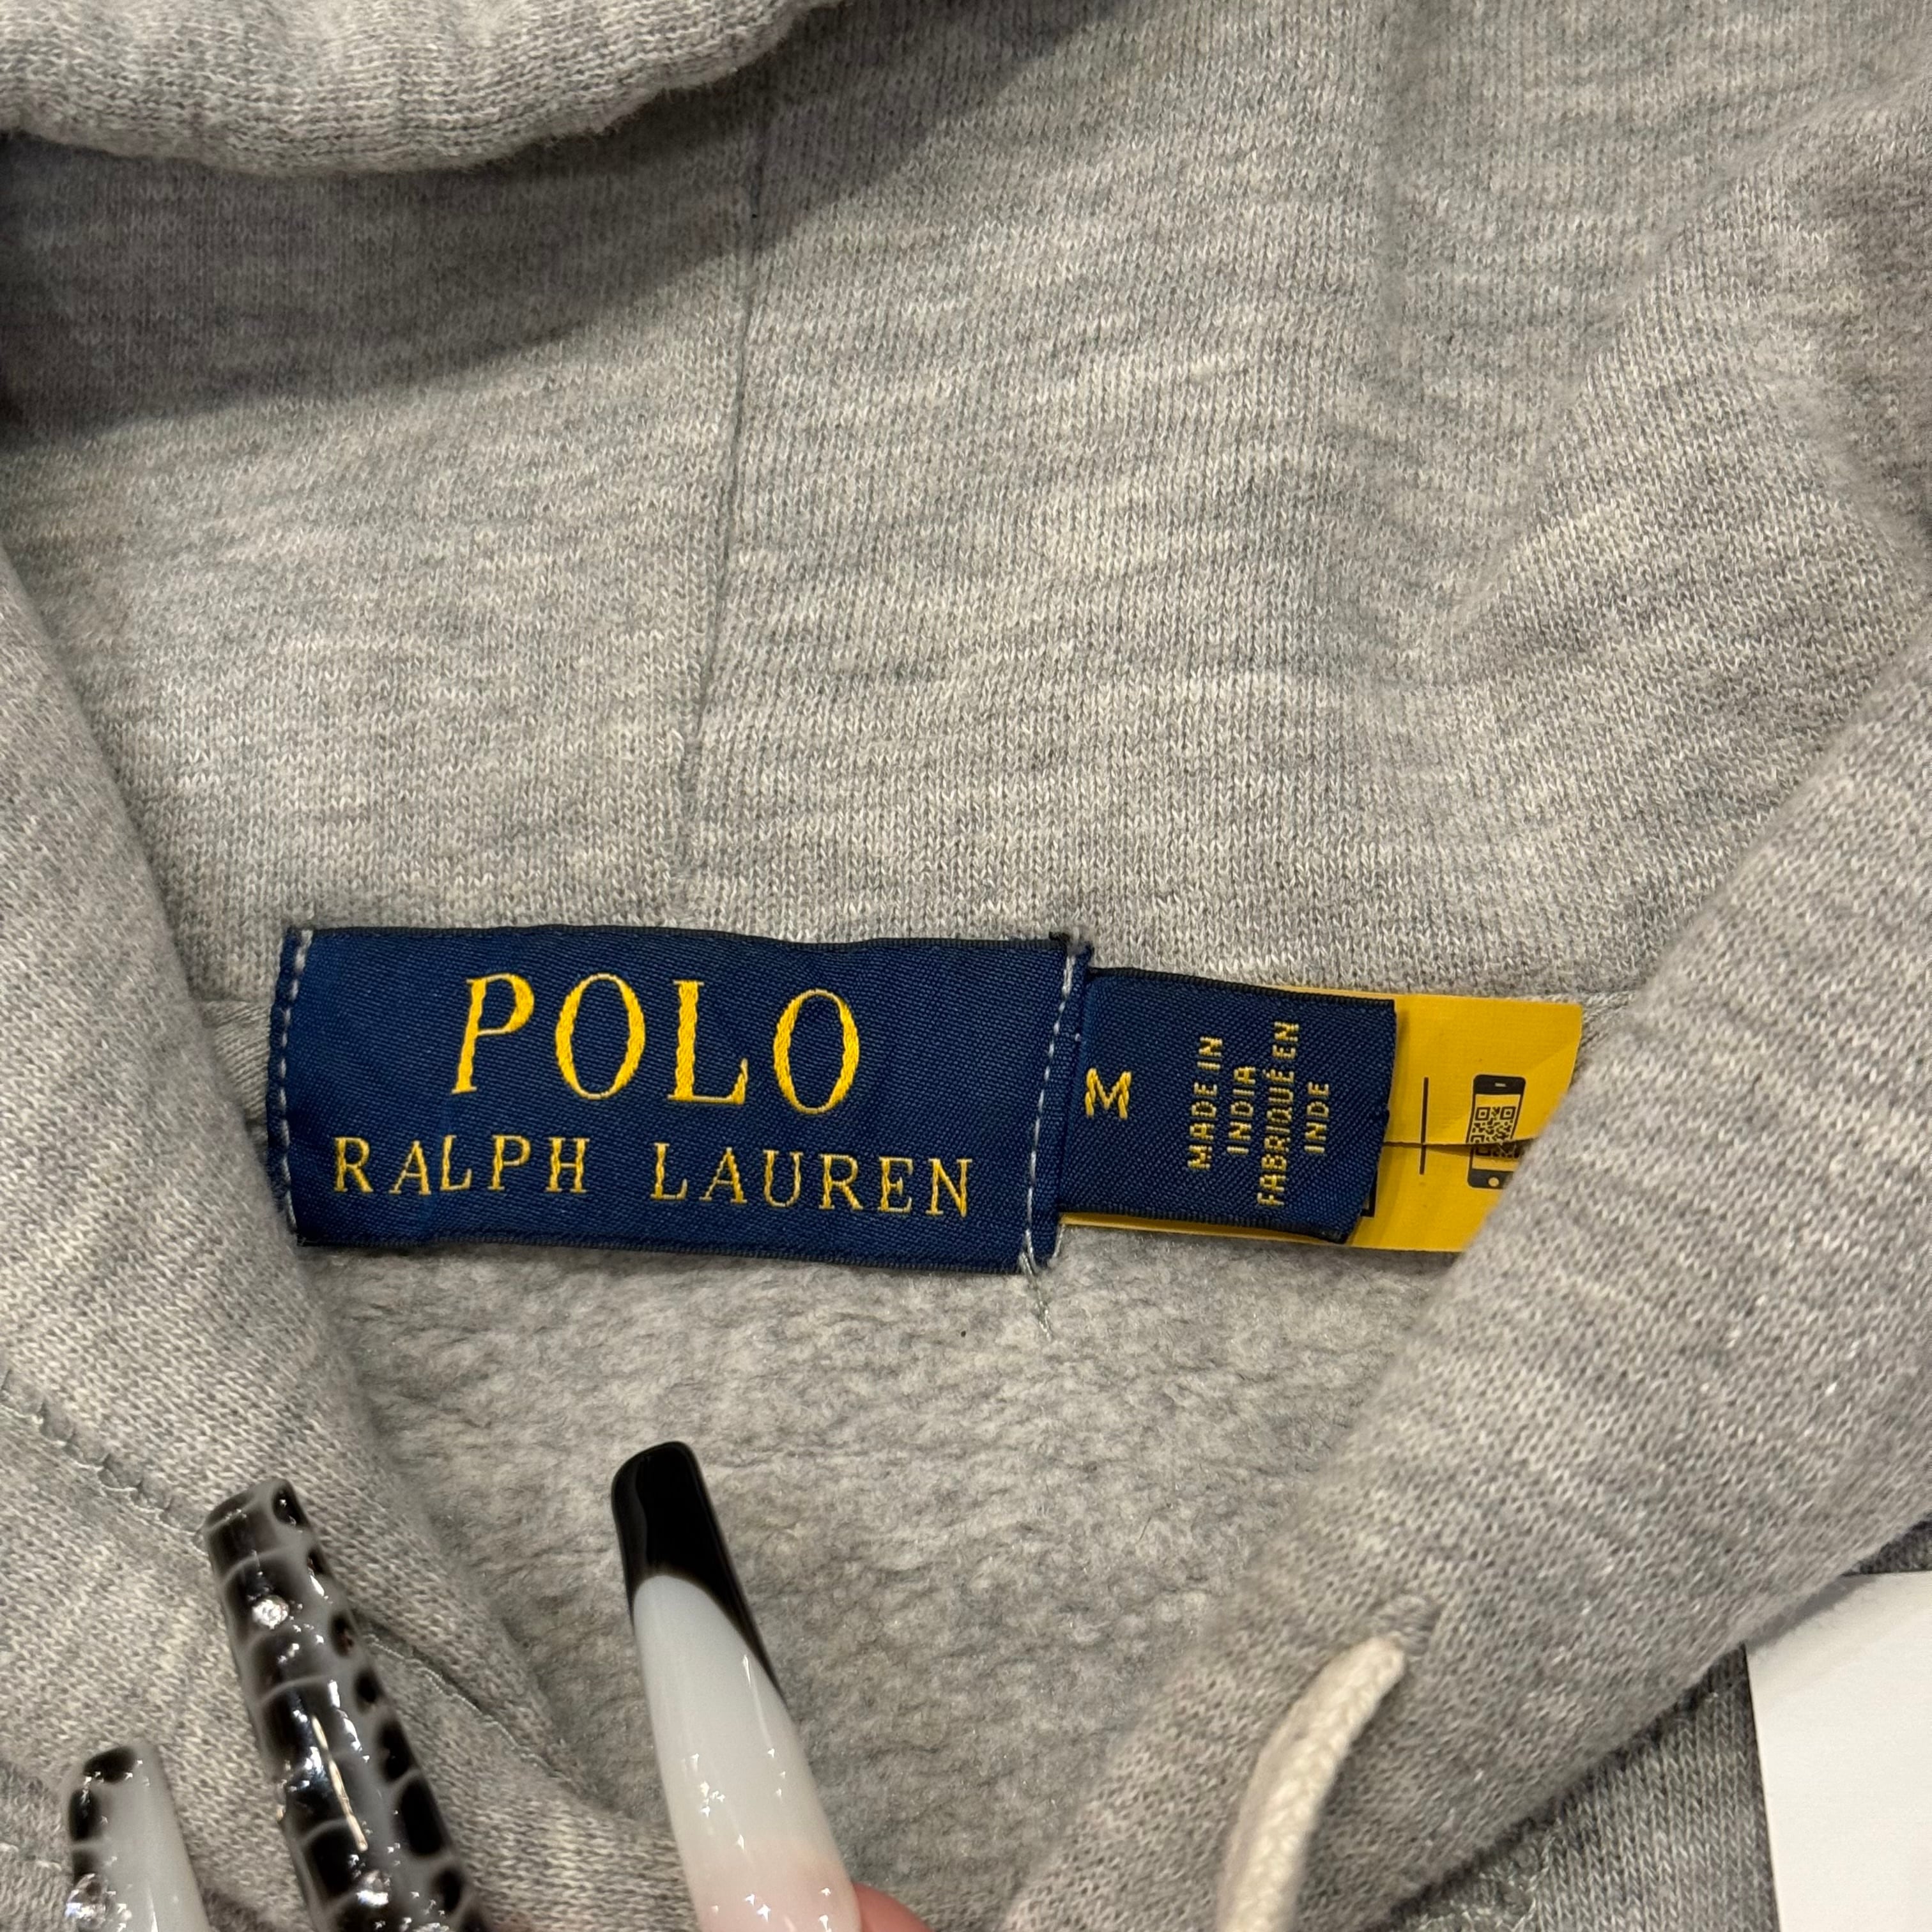 POLO
RALPH LAUREN
M
MADE IN
INDIA
FABRIQUÉ EN
INDE